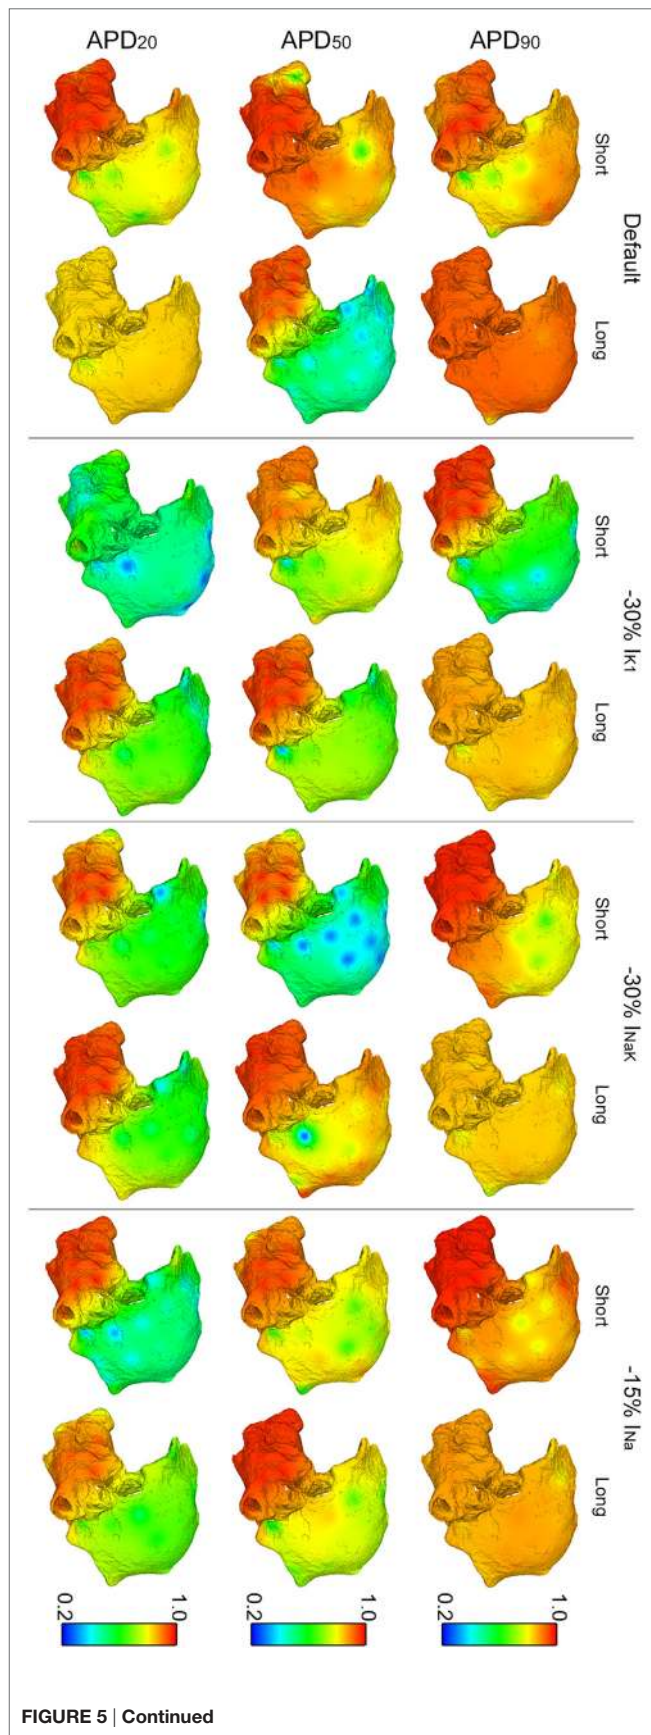 APD20
APD50
APD90
Default
Short
Long
-30% IK1
Short
Long
-30% INaK
Short
Long
-15% INa
Short
Long
0.2
1.0
0.2
1.0
0.2
1.0
FIGURE 5 | Continued